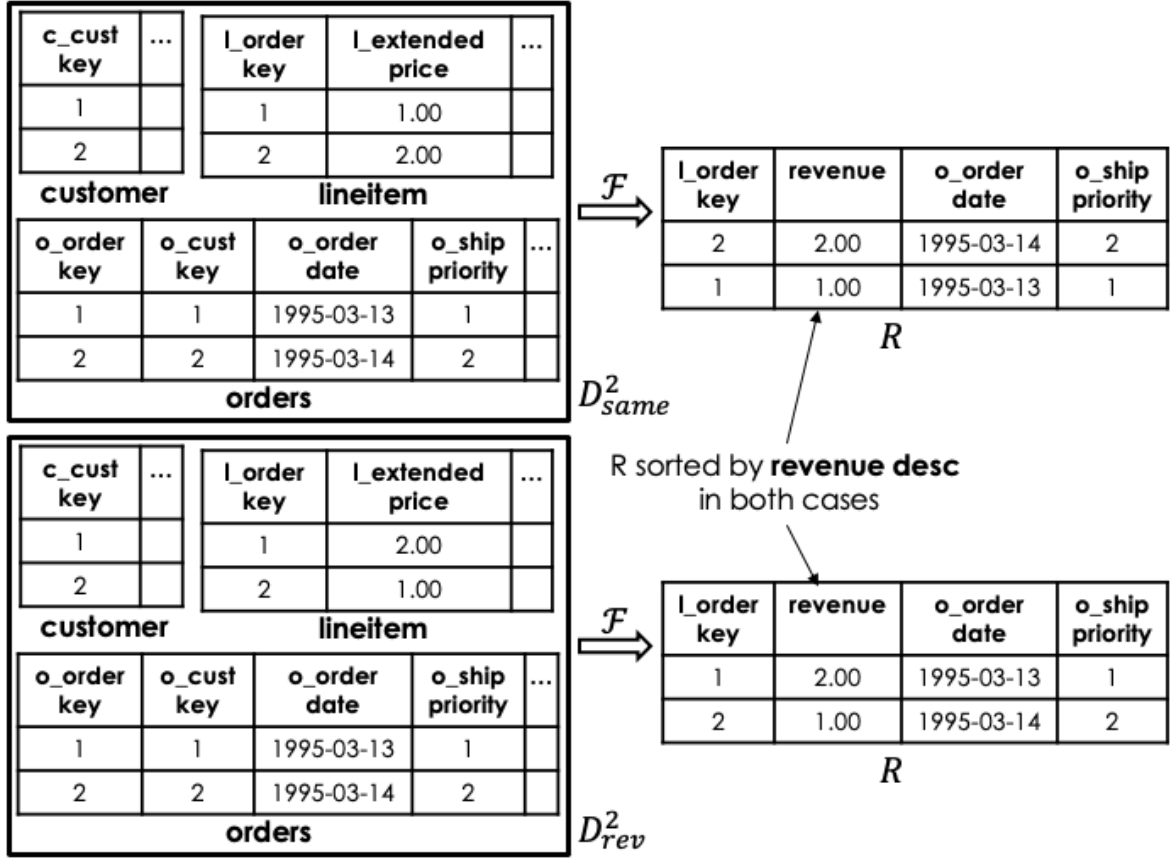 c_cust key | ...
1
2
customer
l_order key | l_extended price | ...
1 | 1.00
2 | 2.00
lineitem
o_order key | o_cust key | o_order date | o_ship priority | ...
1 | 1 | 1995-03-13 | 1
2 | 2 | 1995-03-14 | 2
orders
D²same
ℱ
l_order key | revenue | o_order date | o_ship priority
2 | 2.00 | 1995-03-14 | 2
1 | 1.00 | 1995-03-13 | 1
R
R sorted by revenue desc
in both cases
c_cust key | ...
1
2
customer
l_order key | l_extended price | ...
1 | 2.00
2 | 1.00
lineitem
o_order key | o_cust key | o_order date | o_ship priority | ...
1 | 1 | 1995-03-13 | 1
2 | 2 | 1995-03-14 | 2
orders
D²rev
ℱ
l_order key | revenue | o_order date | o_ship priority
1 | 2.00 | 1995-03-13 | 1
2 | 1.00 | 1995-03-14 | 2
R